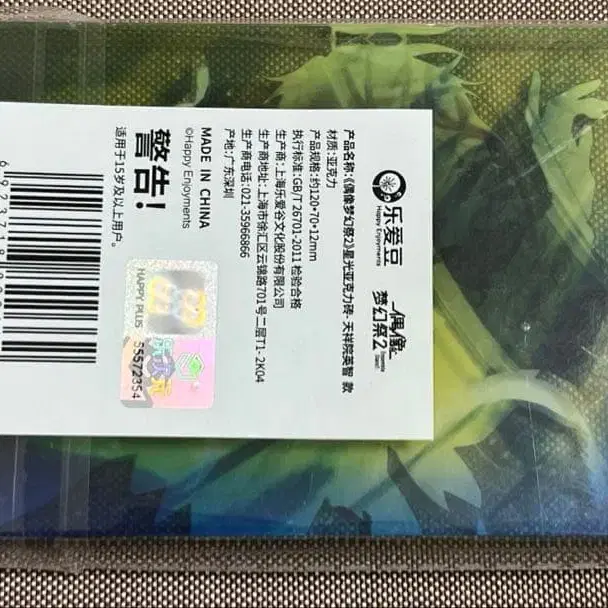 乐爱豆
Happy Enjoyments
偶像
梦幻祭2
产品名称:《偶像梦幻祭2》星光亚克力砖- 天祥院英智 款
材质:亚克力
产品规格:约120*70*12mm
执行标准:GB/T 26701-2011 检验合格
生产商:上海乐爱谷文化股份有限公司
生产商地址:上海市徐汇区云锦路701号二层T1- 2K04
生产商电话:021-35966866
产地:广东深圳
MADE IN CHINA
©Happy Enjoyments
警告!
适用于15岁及以上用户。
HAPPY PLUS 55572354